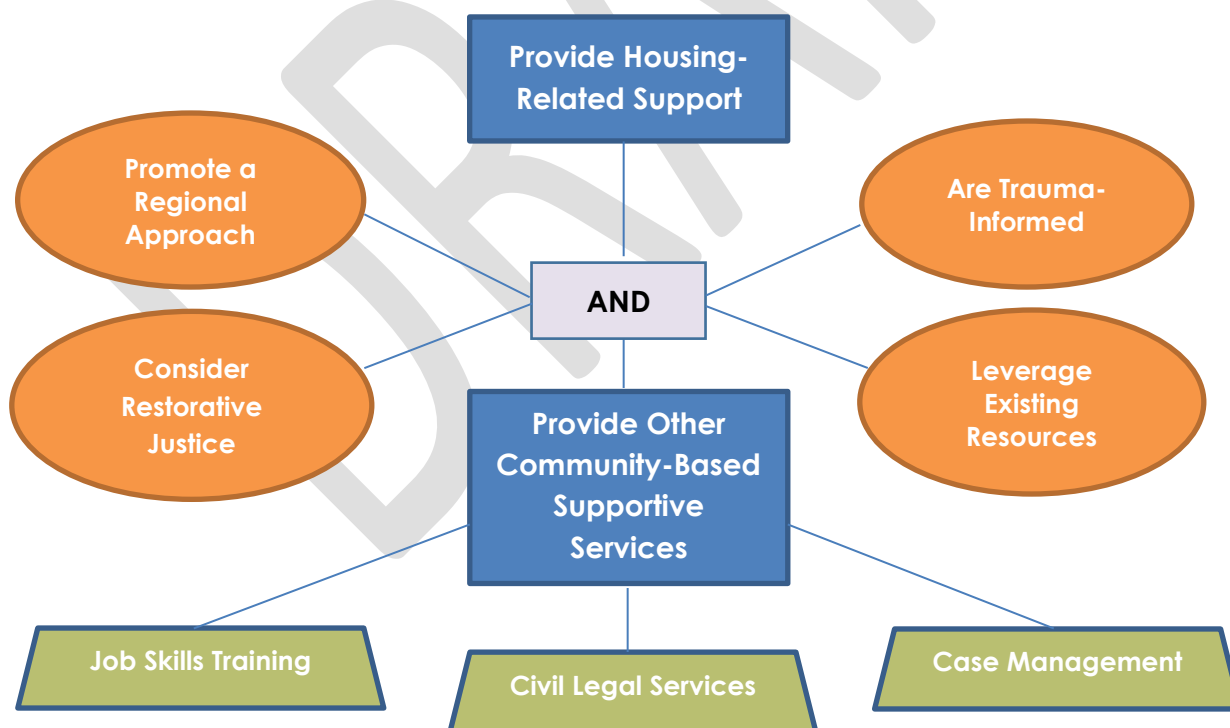 Provide Housing-
Related Support
Promote a
Regional
Approach
Are Trauma-
Informed
AND
Consider
Restorative
Justice
Leverage
Existing
Resources
Provide Other
Community-Based
Supportive
Services
Job Skills Training
Civil Legal Services
Case Management